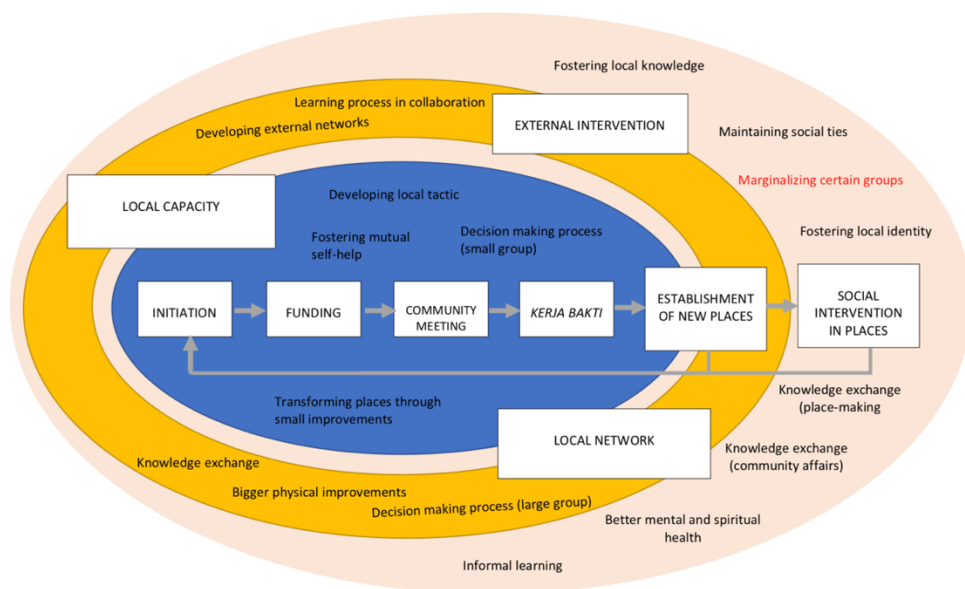 Fostering local knowledge
Learning process in collaboration
Developing external networks
EXTERNAL INTERVENTION
Maintaining social ties
Marginalizing certain groups
LOCAL CAPACITY
Developing local tactic
Fostering mutual
self-help
Decision making process
(small group)
Fostering local identity
INITIATION
FUNDING
COMMUNITY
MEETING
KERJA BAKTI
ESTABLISHMENT
OF NEW PLACES
SOCIAL
INTERVENTION
IN PLACES
Transforming places through
small improvements
Knowledge exchange
(place-making
LOCAL NETWORK
Knowledge exchange
(community affairs)
Knowledge exchange
Bigger physical improvements
Decision making process (large group)
Better mental and spiritual
health
Informal learning